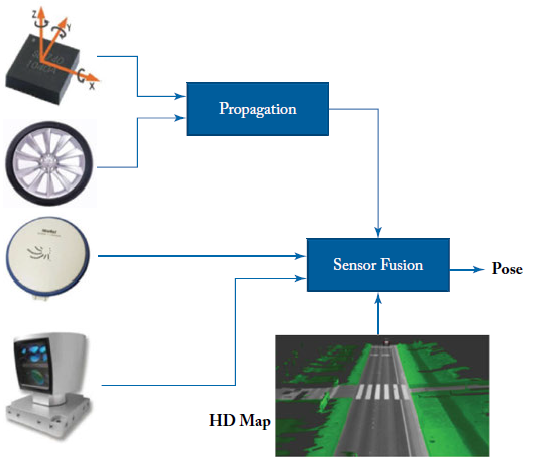 Z
Y
X
Propagation
Sensor Fusion
Pose
HD Map